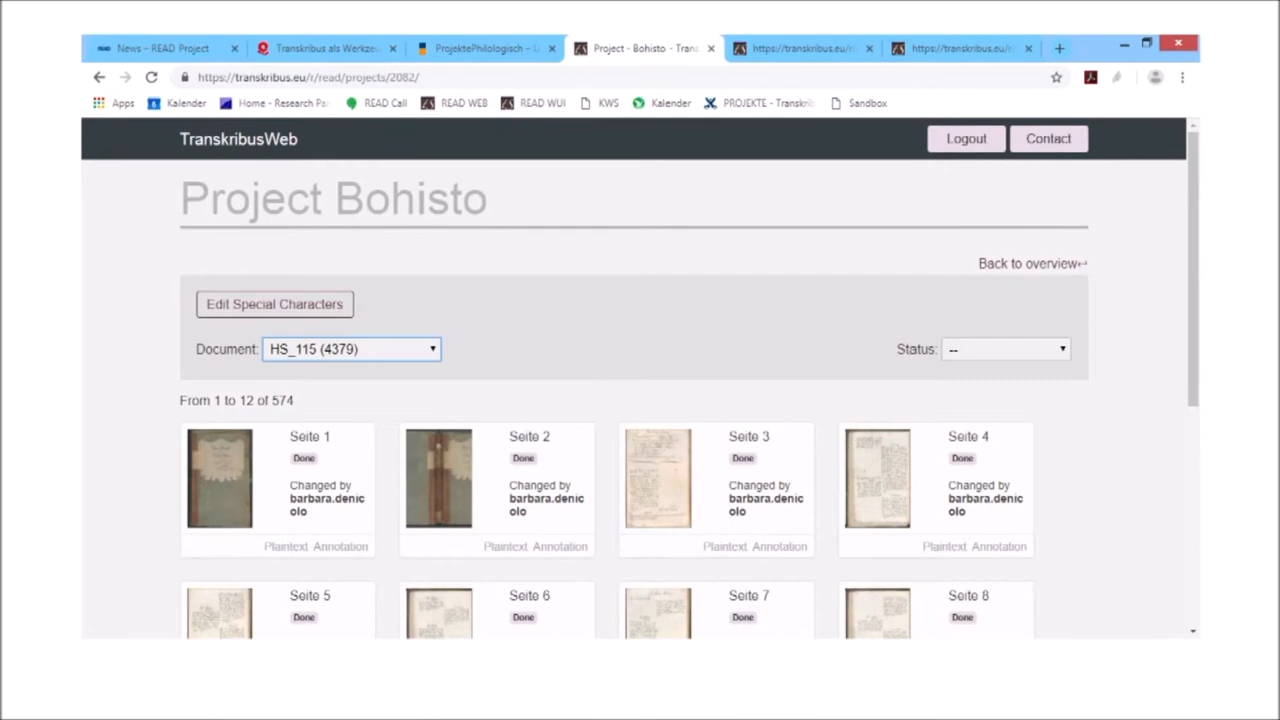 News – READ Project
Transkribus als Werkzeu
ProjektePhilologisch – L
Project - Bohisto - Trans
https://transkribus.eu/r/
https://transkribus.eu/r/
https://transkribus.eu/r/read/projects/2082/
Apps Kalender Home - Research Par READ Call READ WEB READ WUI KWS Kalender PROJEKTE - Transkrib Sandbox
TranskribusWeb Logout Contact
Project Bohisto
Back to overview↩
Edit Special Characters
Document: HS_115 (4379) Status: --
From 1 to 12 of 574
Seite 1 Seite 2 Seite 3 Seite 4
Done Done Done Done
Changed by Changed by Changed by Changed by
barbara.denic barbara.denic barbara.denic barbara.denic
olo olo olo olo
Plaintext Annotation Plaintext Annotation Plaintext Annotation Plaintext Annotation
Seite 5 Seite 6 Seite 7 Seite 8
Done Done Done Done